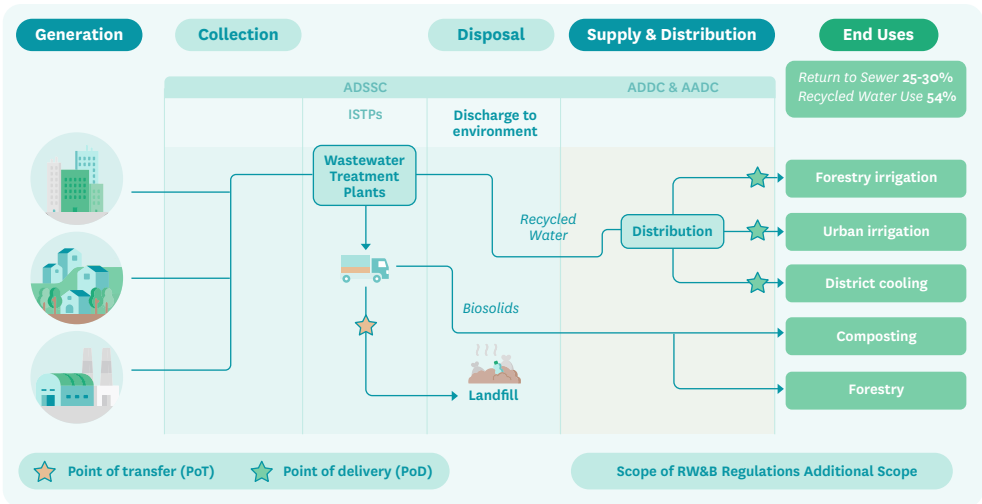 Generation
Collection
Disposal
Supply & Distribution
End Uses
Return to Sewer 25-30%
Recycled Water Use 54%
ADSSC
ADDC & AADC
ISTPs
Discharge to
environment
Wastewater
Treatment
Plants
Recycled
Water
Distribution
Forestry irrigation
Urban irrigation
District cooling
Biosolids
Composting
Landfill
Forestry
Point of transfer (PoT)
Point of delivery (PoD)
Scope of RW&B Regulations Additional Scope